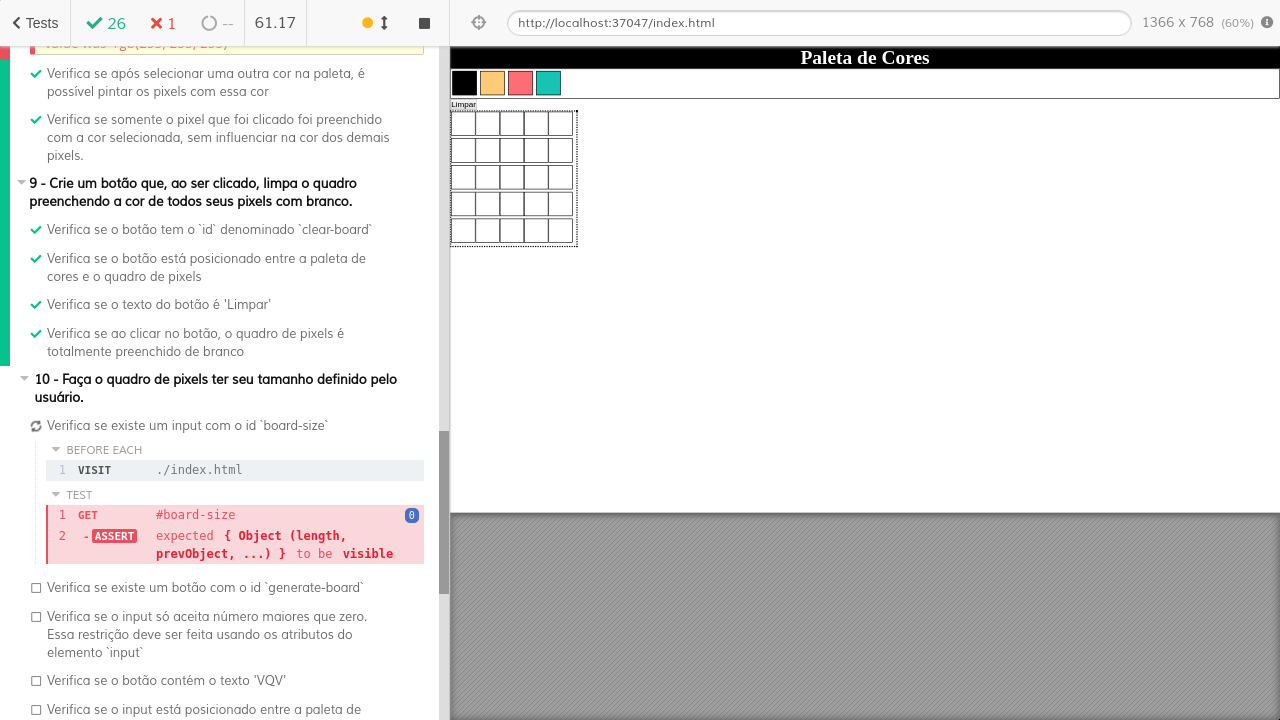 Tests 26 1 -- 61.17 http://localhost:37047/index.html 1366 x 768 (60%)
Verifica se após selecionar uma outra cor na paleta, é
possível pintar os pixels com essa cor
Verifica se somente o pixel que foi clicado foi preenchido
com a cor selecionada, sem influenciar na cor dos demais
pixels.
9 - Crie um botão que, ao ser clicado, limpa o quadro
preenchendo a cor de todos seus pixels com branco.
Verifica se o botão tem o `id` denominado `clear-board`
Verifica se o botão está posicionado entre a paleta de
cores e o quadro de pixels
Verifica se o texto do botão é 'Limpar'
Verifica se ao clicar no botão, o quadro de pixels é
totalmente preenchido de branco
10 - Faça o quadro de pixels ter seu tamanho definido pelo
usuário.
Verifica se existe um input com o id `board-size`
BEFORE EACH
1 VISIT ./index.html
TEST
1 GET #board-size 0
2 -ASSERT expected { Object (length,
prevObject, ...) } to be visible
Verifica se existe um botão com o id `generate-board`
Verifica se o input só aceita número maiores que zero.
Essa restrição deve ser feita usando os atributos do
elemento `input`
Verifica se o botão contém o texto 'VQV'
Verifica se o input está posicionado entre a paleta de
Paleta de Cores
Limpar